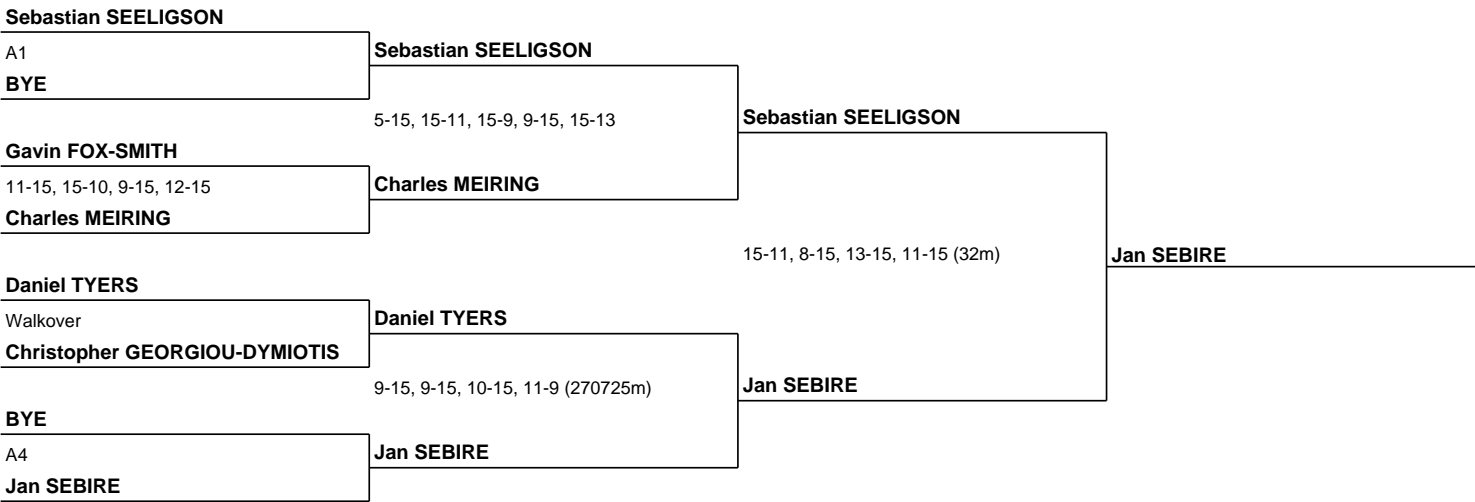 Sebastian SEELIGSON
A1
BYE
Gavin FOX-SMITH
11-15, 15-10, 9-15, 12-15
Charles MEIRING
Daniel TYERS
Walkover
Christopher GEORGIOU-DYMIOTIS
BYE
A4
Jan SEBIRE
Sebastian SEELIGSON
5-15, 15-11, 15-9, 9-15, 15-13
Charles MEIRING
Daniel TYERS
9-15, 9-15, 10-15, 11-9 (270725m)
Jan SEBIRE
Sebastian SEELIGSON
15-11, 8-15, 13-15, 11-15 (32m)
Jan SEBIRE
Jan SEBIRE